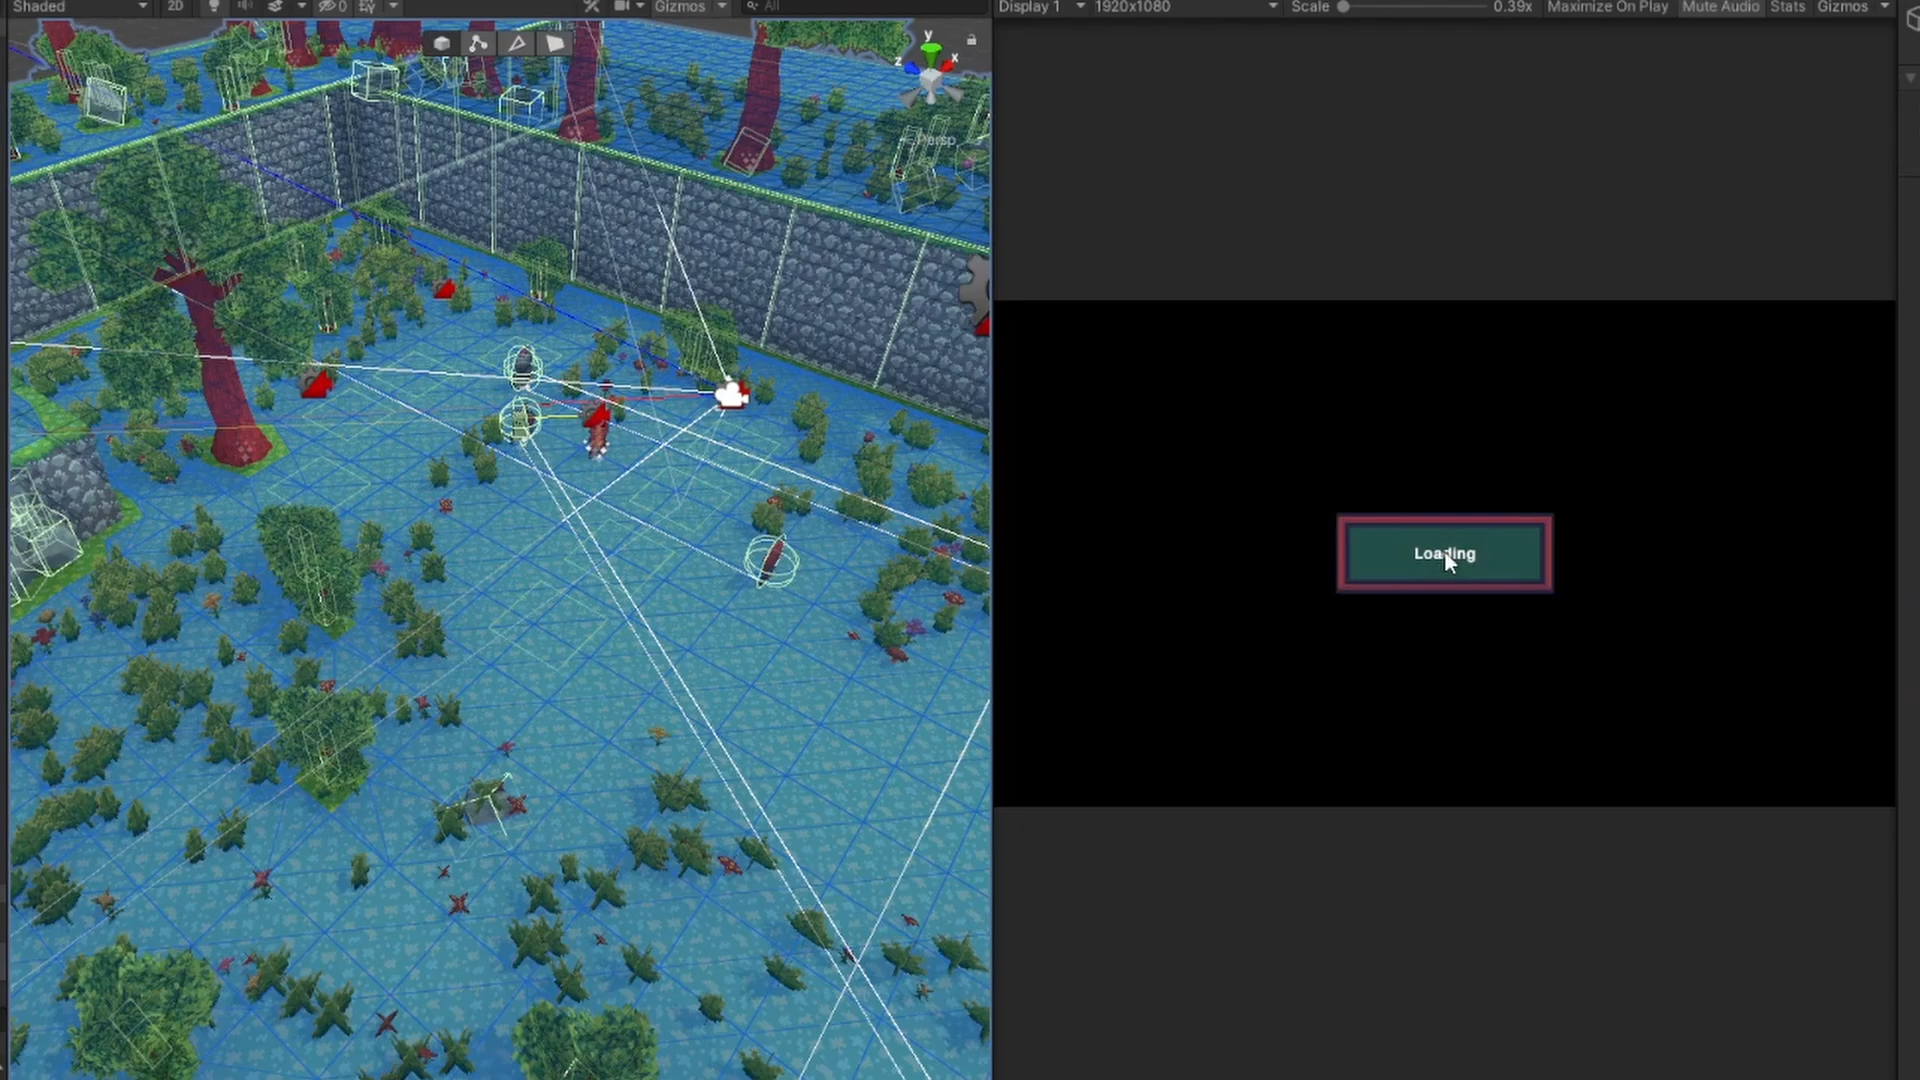 Shaded 2D 0 Gizmos All
y
z x
Persp
Display 1 1920x1080 Scale 0.39x Maximize On Play Mute Audio Stats Gizmos
Loading